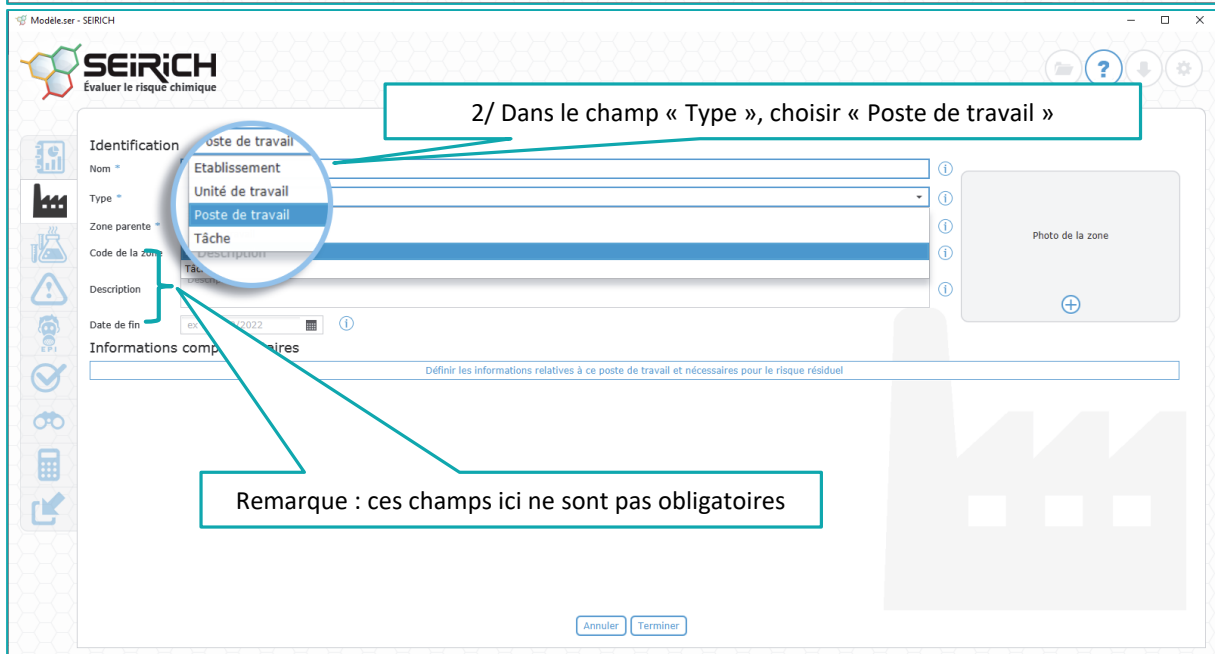 Modèle.ser - SEIRICH
SEiRiCH
Évaluer le risque chimique
?
2/ Dans le champ « Type », choisir « Poste de travail »
Identification
Poste de travail
Nom *
Etablissement
Type *
Unité de travail
Poste de travail
Zone parente *
Tâche
Photo de la zone
Code de la zone
Description
Description
EPI
Date de fin
2022
Informations
Définir les informations relatives à ce poste de travail et nécessaires pour le risque résiduel
Remarque : ces champs ici ne sont pas obligatoires
Annuler Terminer